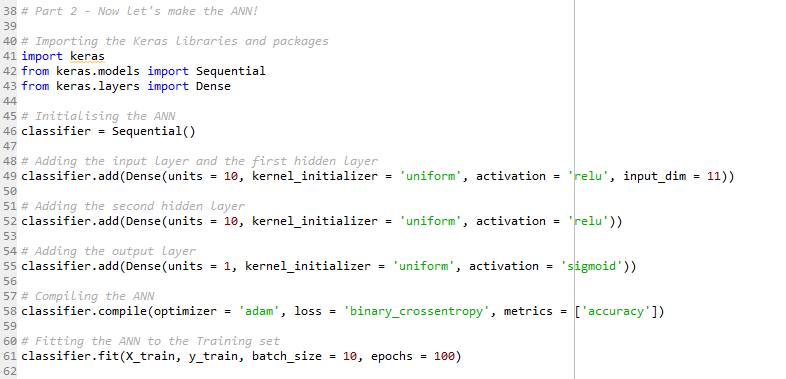 38 # Part 2 - Now let's make the ANN!
39
40 # Importing the Keras libraries and packages
41 import keras
42 from keras.models import Sequential
43 from keras.layers import Dense
44
45 # Initialising the ANN
46 classifier = Sequential()
47
48 # Adding the input layer and the first hidden layer
49 classifier.add(Dense(units = 10, kernel_initializer = 'uniform', activation = 'relu', input_dim = 11))
50
51 # Adding the second hidden layer
52 classifier.add(Dense(units = 10, kernel_initializer = 'uniform', activation = 'relu'))
53
54 # Adding the output layer
55 classifier.add(Dense(units = 1, kernel_initializer = 'uniform', activation = 'sigmoid'))
56
57 # Compiling the ANN
58 classifier.compile(optimizer = 'adam', loss = 'binary_crossentropy', metrics = ['accuracy'])
59
60 # Fitting the ANN to the Training set
61 classifier.fit(X_train, y_train, batch_size = 10, epochs = 100)
62